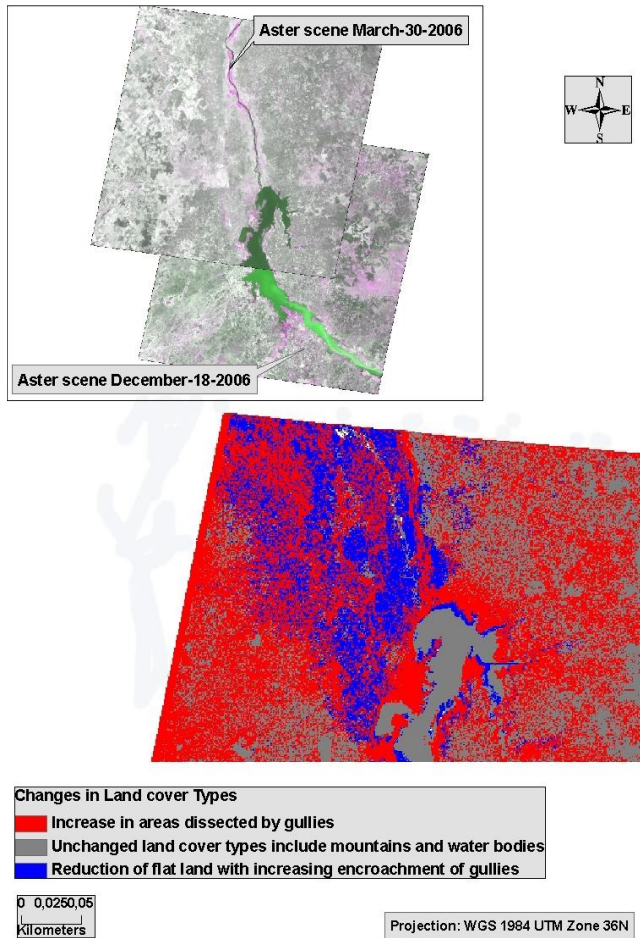 Aster scene March-30-2006
N
W E
S
Aster scene December-18-2006
Changes in Land cover Types
Increase in areas dissected by gullies
Unchanged land cover types include mountains and water bodies
Reduction of flat land with increasing encroachment of gullies
0 0,0250,05
Kilometers
Projection: WGS 1984 UTM Zone 36N